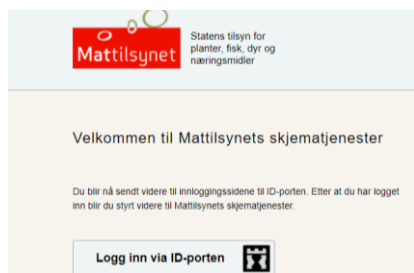 Mattilsynet
Statens tilsyn for
planter, fisk, dyr og
næringsmidler
Velkommen til Mattilsynets skjematjenester
Du blir nå sendt videre til innloggingssidene til ID-porten. Etter at du har logget
inn blir du styrt videre til Mattilsynets skjematjenester.
Logg inn via ID-porten